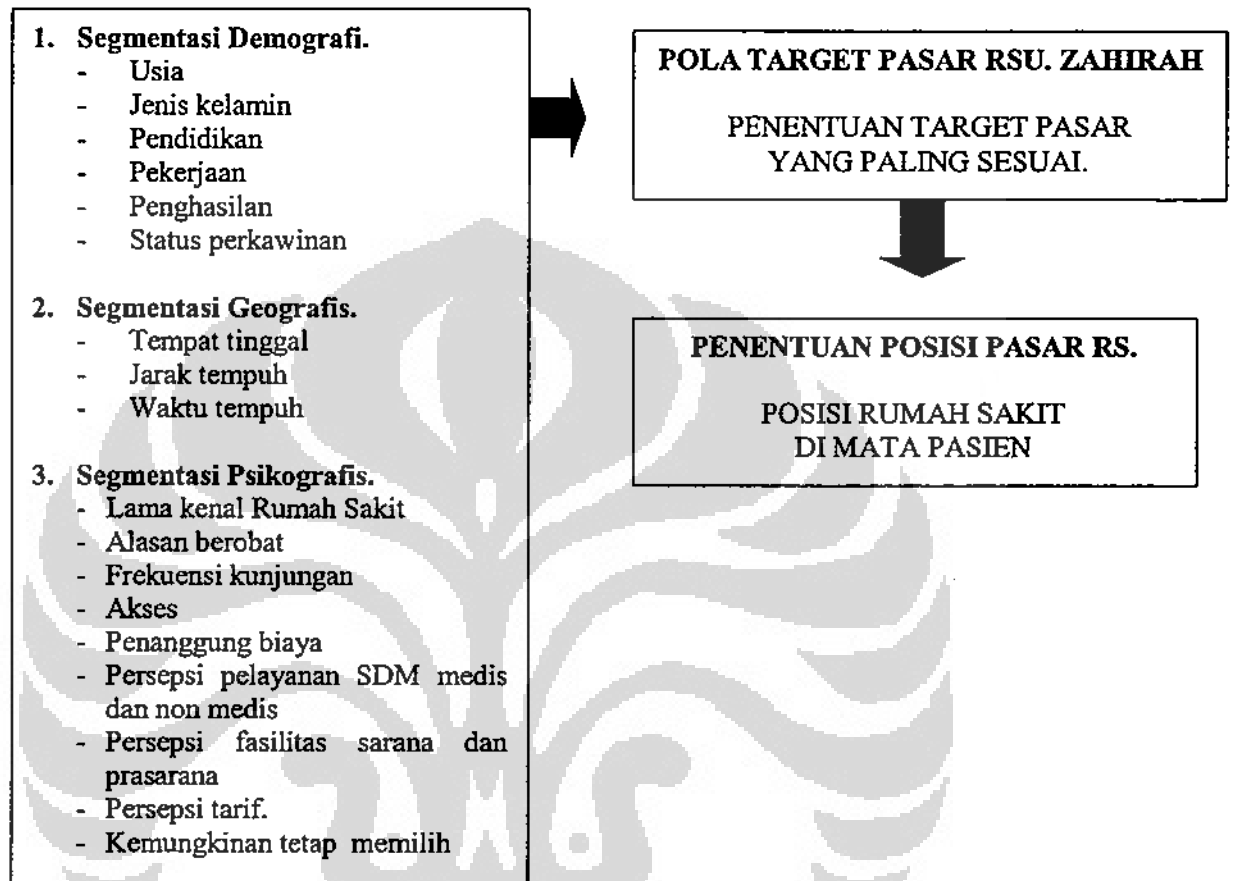 1. Segmentasi Demografi.
- Usia
- Jenis kelamin
- Pendidikan
- Pekerjaan
- Penghasilan
- Status perkawinan
2. Segmentasi Geografis.
- Tempat tinggal
- Jarak tempuh
- Waktu tempuh
3. Segmentasi Psikografis.
- Lama kenal Rumah Sakit
- Alasan berobat
- Frekuensi kunjungan
- Akses
- Penanggung biaya
- Persepsi pelayanan SDM medis
dan non medis
- Persepsi fasilitas sarana dan
prasarana
- Persepsi tarif.
- Kemungkinan tetap memilih
POLA TARGET PASAR RSU. ZAHIRAH
PENENTUAN TARGET PASAR
YANG PALING SESUAI.
PENENTUAN POSISI PASAR RS.
POSISI RUMAH SAKIT
DI MATA PASIEN